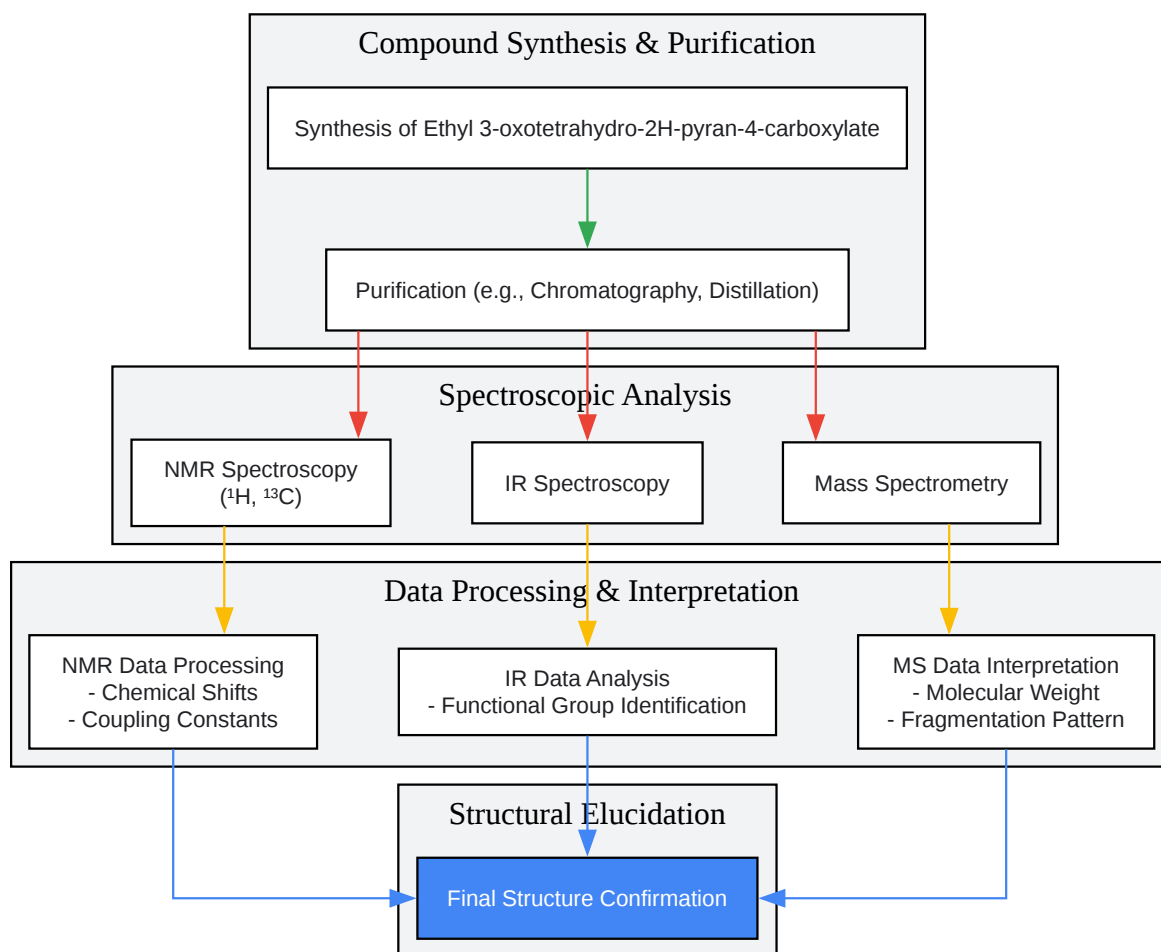 Compound Synthesis & Purification
Synthesis of Ethyl 3-oxotetrahydro-2H-pyran-4-carboxylate
Purification (e.g., Chromatography, Distillation)
Spectroscopic Analysis
NMR Spectroscopy
(¹H, ¹³C)
IR Spectroscopy
Mass Spectrometry
Data Processing & Interpretation
NMR Data Processing
- Chemical Shifts
- Coupling Constants
IR Data Analysis
- Functional Group Identification
MS Data Interpretation
- Molecular Weight
- Fragmentation Pattern
Structural Elucidation
Final Structure Confirmation